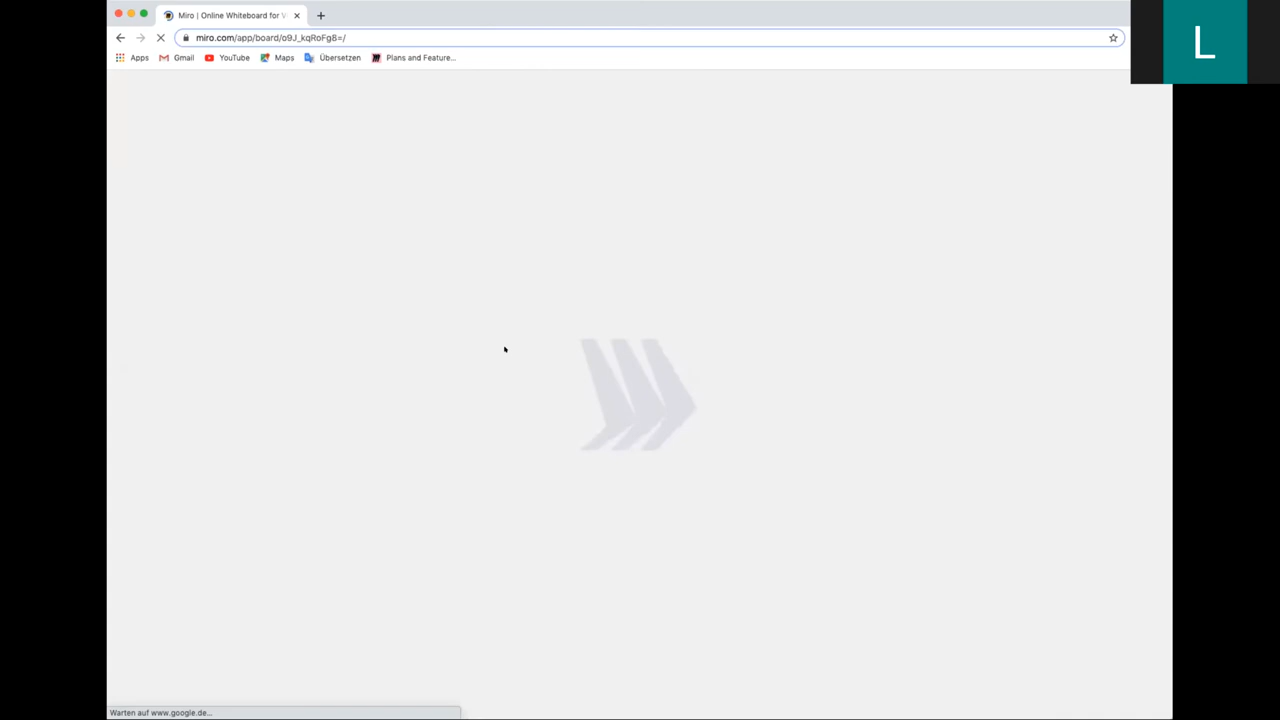 Miro | Online Whiteboard for V
miro.com/app/board/o9J_kqRoFg8=/
Apps Gmail YouTube Maps Übersetzen Plans and Feature...
L
Warten auf www.google.de...